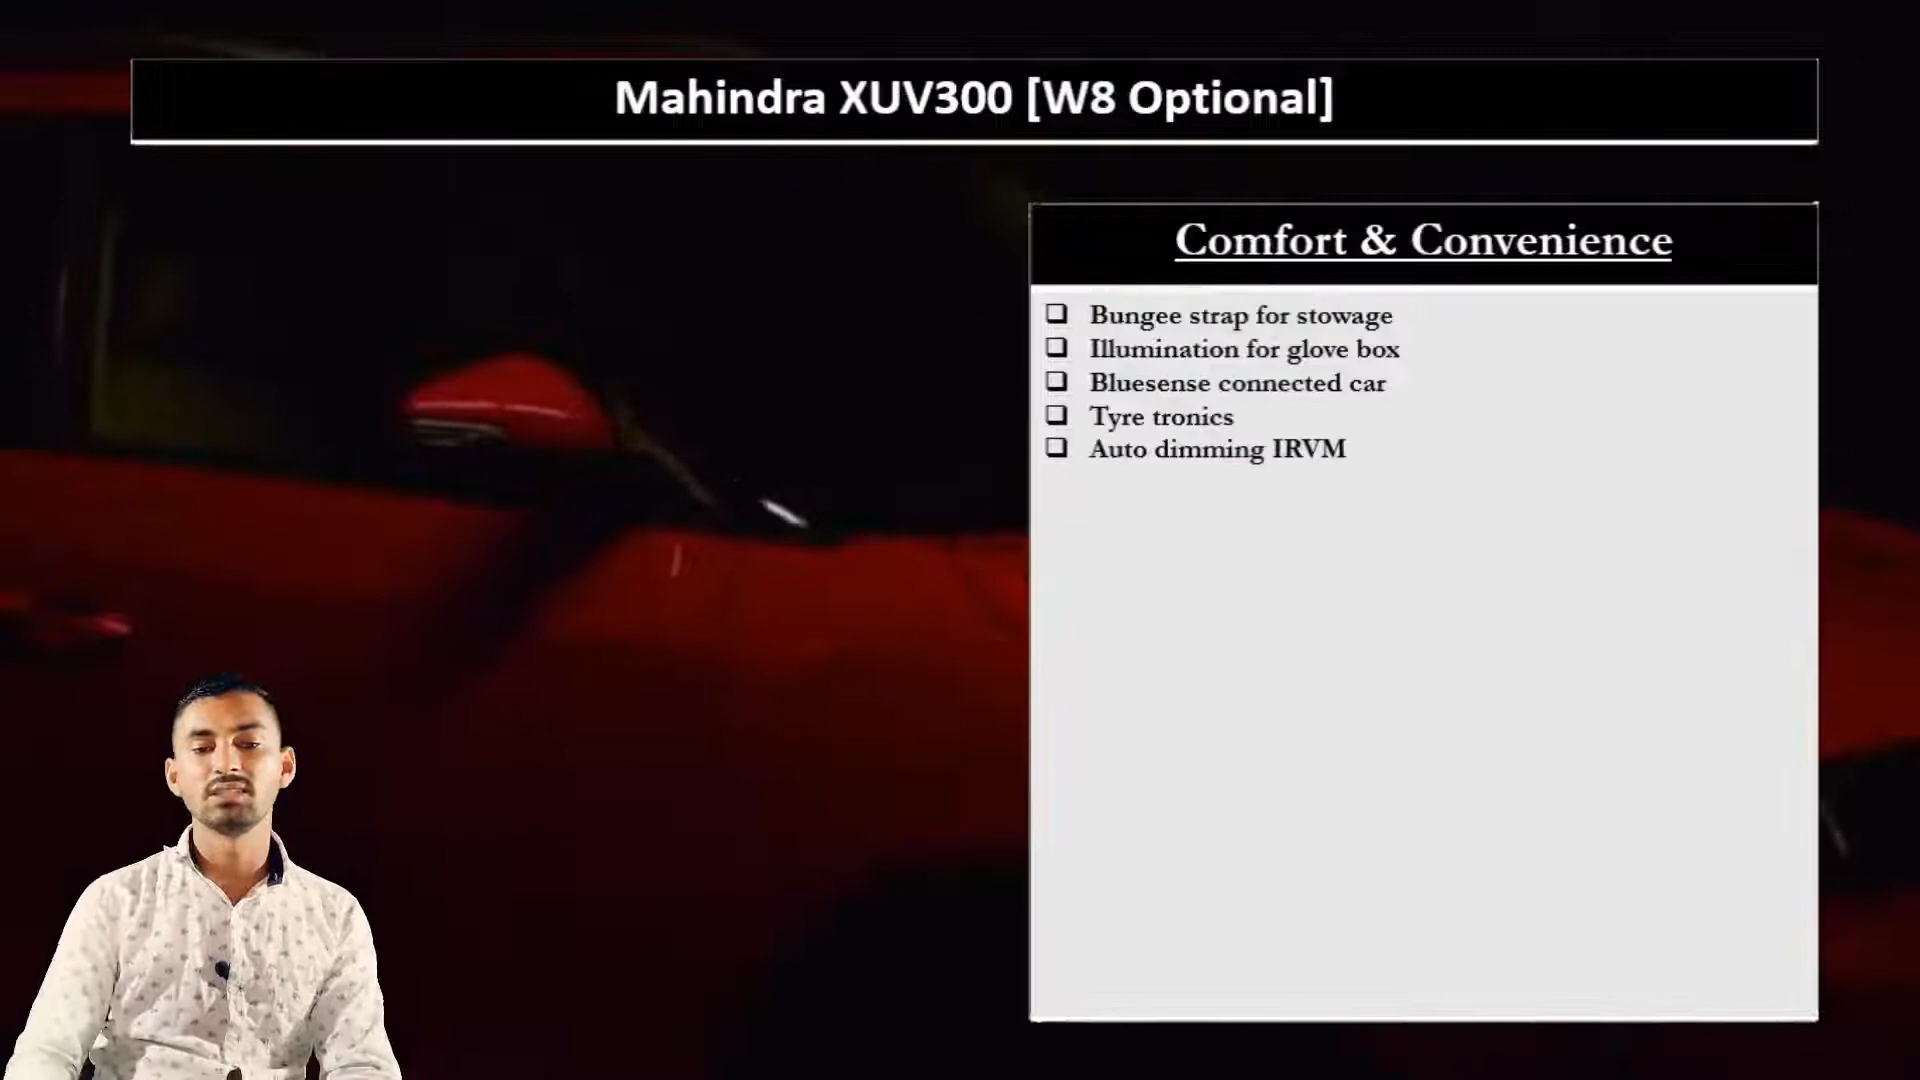 Mahindra XUV300 [W8 Optional]
Comfort & Convenience
Bungee strap for stowage
Illumination for glove box
Bluesense connected car
Tyre tronics
Auto dimming IRVM